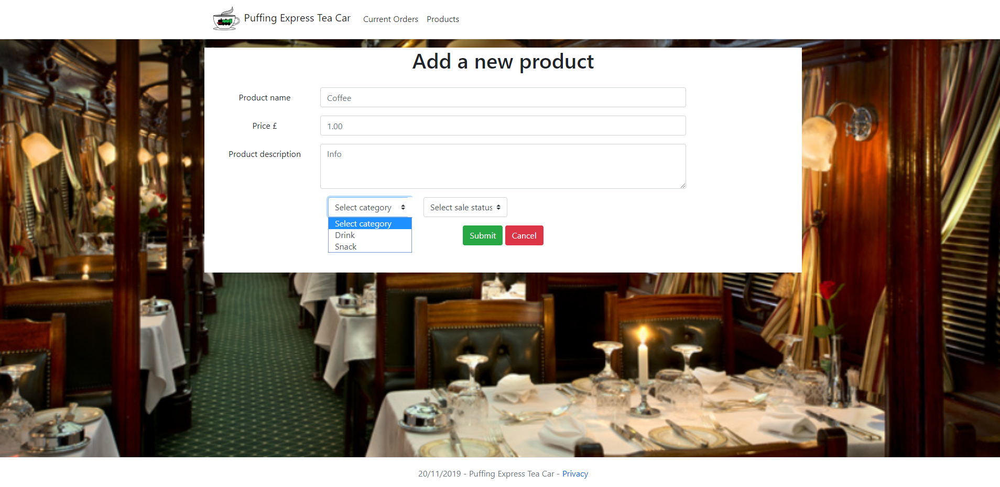 Puffing Express Tea Car Current Orders Products
Add a new product
Product name Coffee
Price £ 1.00
Product description Info
Select category Select sale status
Select category
Drink
Snack
Submit Cancel
20/11/2019 - Puffing Express Tea Car - Privacy